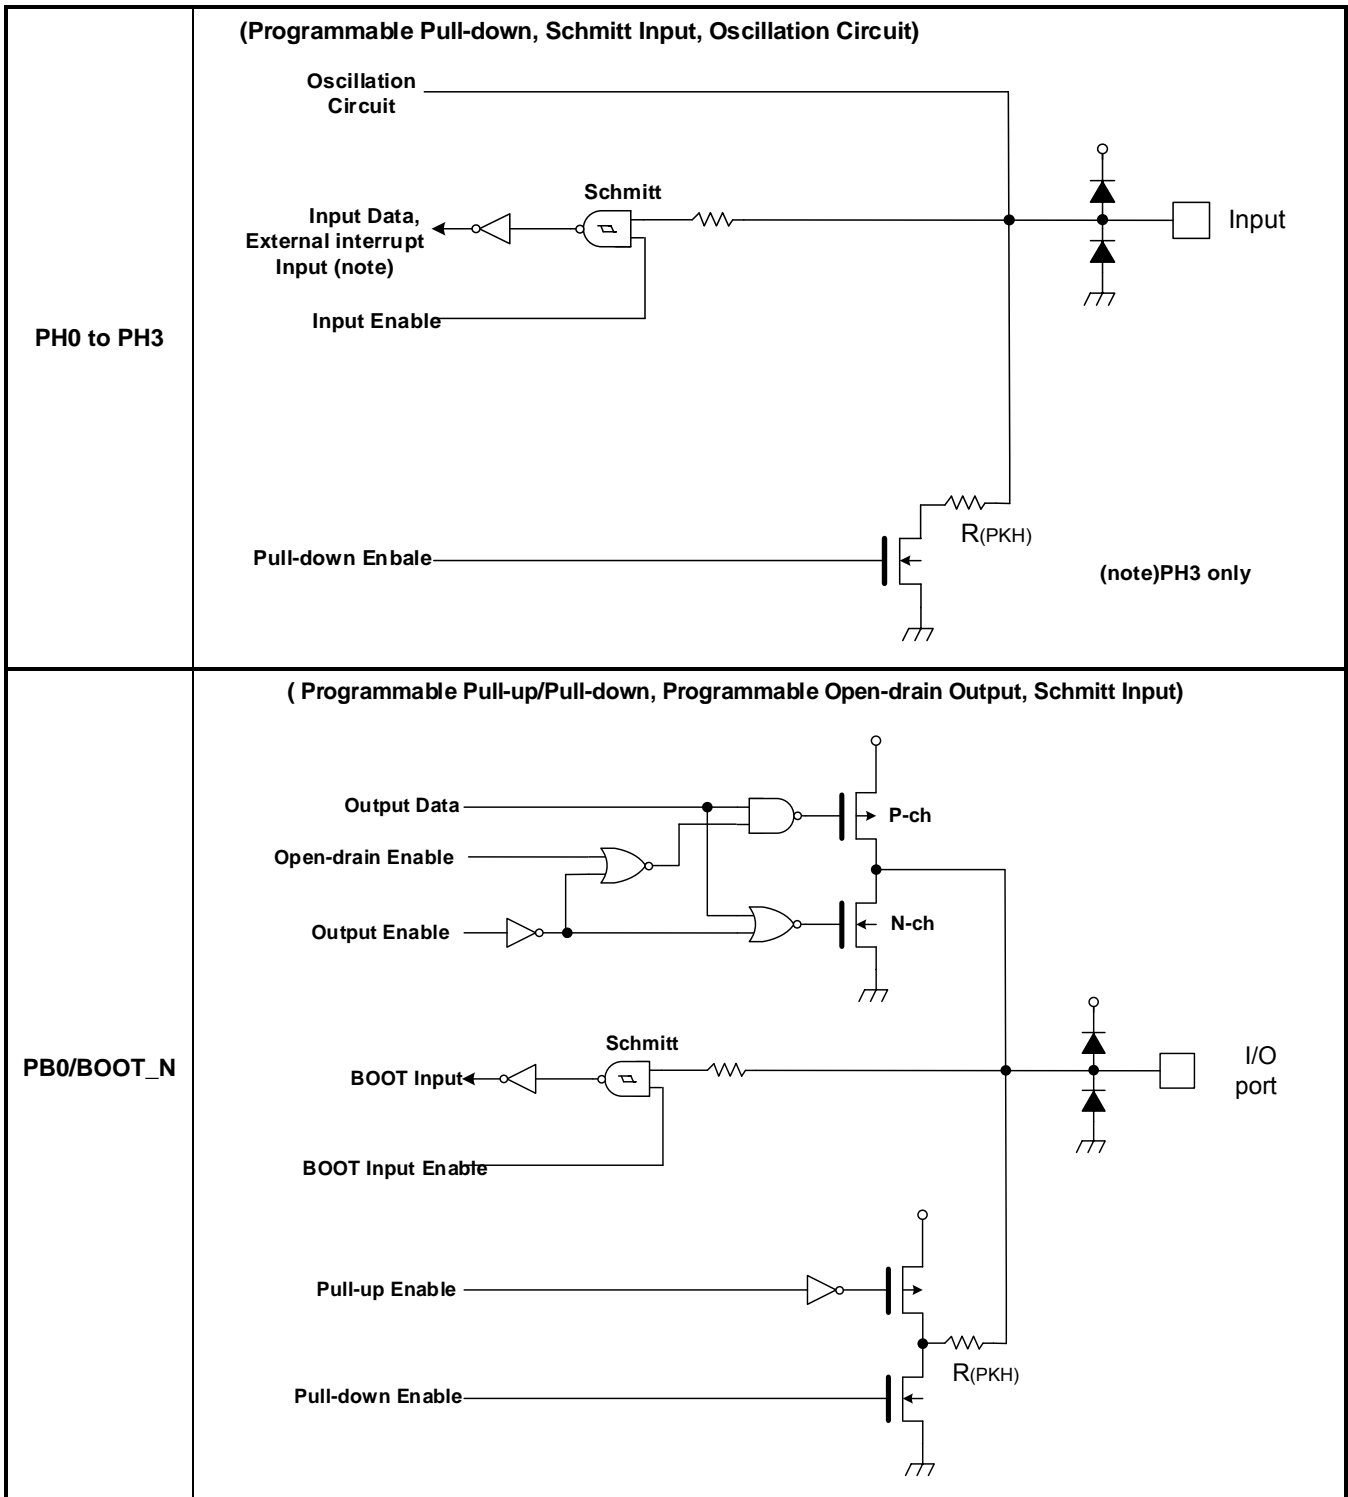 (Programmable Pull-down, Schmitt Input, Oscillation Circuit)
Oscillation
Circuit
Schmitt
Input Data,
External interrupt
Input (note)
Input
Input Enable
PH0 to PH3
R(PKH)
Pull-down Enbale
(note)PH3 only
( Programmable Pull-up/Pull-down, Programmable Open-drain Output, Schmitt Input)
Output Data
P-ch
Open-drain Enable
Output Enable
N-ch
Schmitt
PB0/BOOT_N
BOOT Input
I/O
port
BOOT Input Enable
Pull-up Enable
R(PKH)
Pull-down Enable